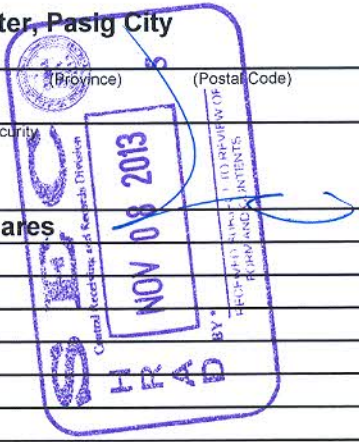 ter, Pasig City
(Province) (Postal Code)
curity
ares
S E C
Central Receiving and Records Division
NOV 08 2013
H R A D
BY:
RECEIVED SUBJECT TO REVIEW OF
FORM AND CONTENTS